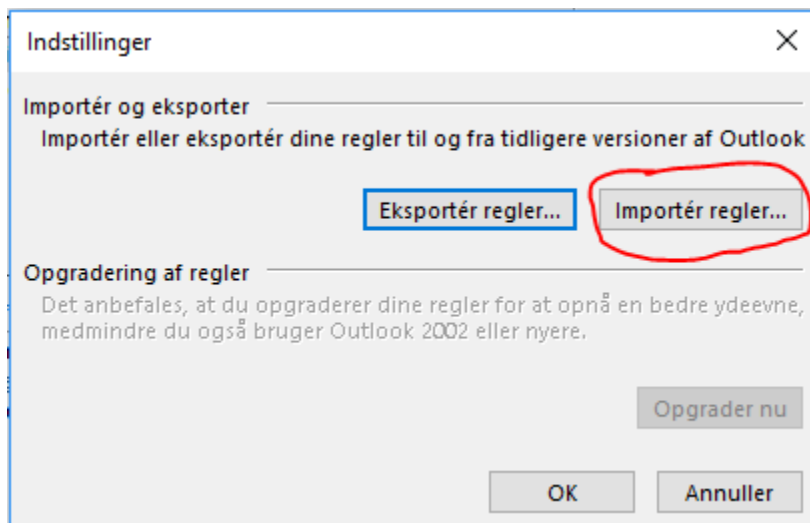 Indstillinger
Importér og eksporter
Importér eller eksportér dine regler til og fra tidligere versioner af Outlook
Eksportér regler... Importér regler...
Opgradering af regler
Det anbefales, at du opgraderer dine regler for at opnå en bedre ydeevne,
medmindre du også bruger Outlook 2002 eller nyere.
Opgrader nu
OK Annuller